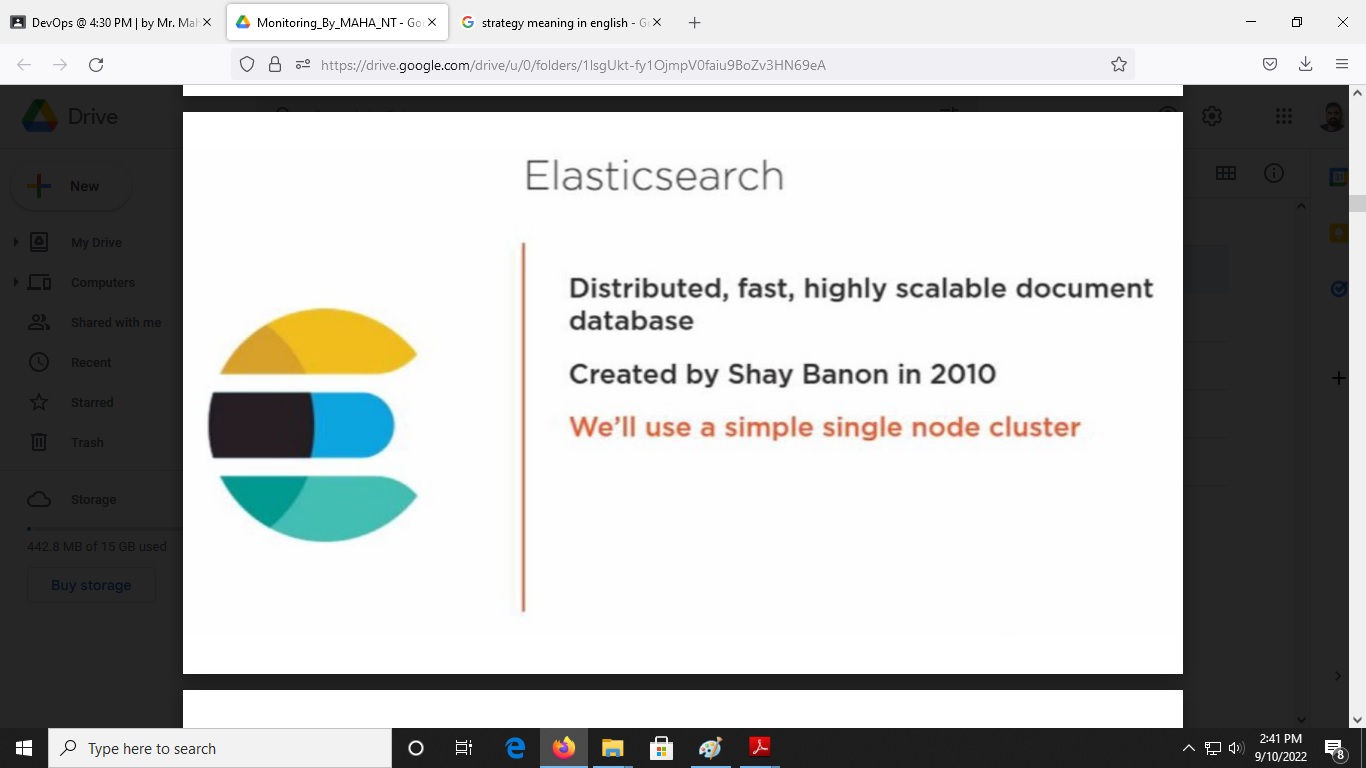 DevOps @ 4:30 PM | by Mr. Mah
Monitoring_By_MAHA_NT - Goo
strategy meaning in english - Go
https://drive.google.com/drive/u/0/folders/1lsgUkt-fy1OjmpV0faiu9BoZv3HN69eA
Drive
New
My Drive
Computers
Shared with me
Recent
Starred
Trash
Storage
442.8 MB of 15 GB used
Buy storage
Elasticsearch
Distributed, fast, highly scalable document
database
Created by Shay Banon in 2010
We'll use a simple single node cluster
Type here to search
2:41 PM
9/10/2022
8